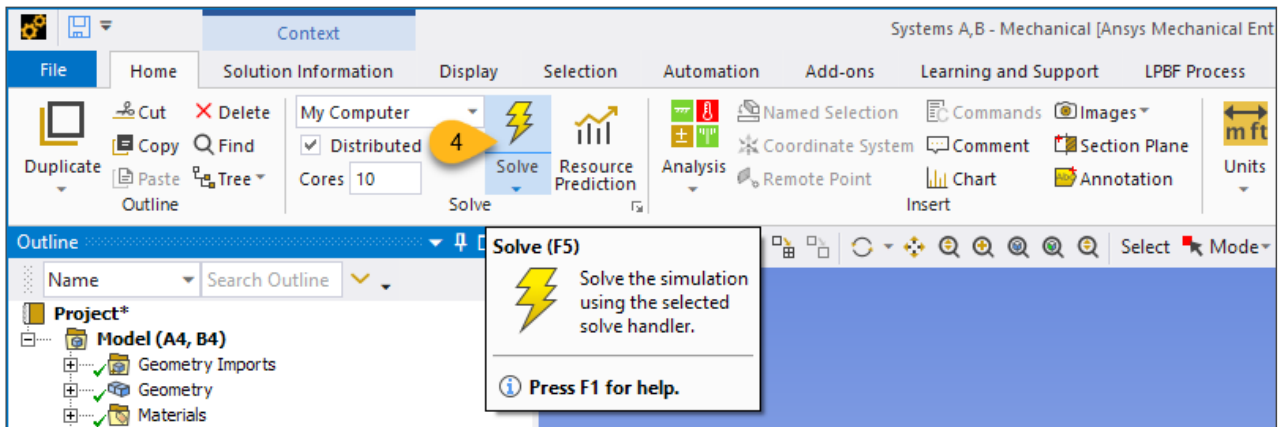 Context
Systems A,B - Mechanical [Ansys Mechanical Ent
File Home Solution Information Display Selection Automation Add-ons Learning and Support LPBF Process
Duplicate
Cut
Copy
Paste
Delete
Find
Tree
Outline
My Computer
Distributed
Cores 10
4
Solve
Resource
Prediction
Solve
Analysis
Named Selection
Coordinate System
Remote Point
Commands
Comment
Chart
Images
Section Plane
Annotation
Insert
m ft
Units
Outline
Name
Search Outline
Select Mode
Project*
Model (A4, B4)
Geometry Imports
Geometry
Materials
Solve (F5)
Solve the simulation
using the selected
solve handler.
Press F1 for help.